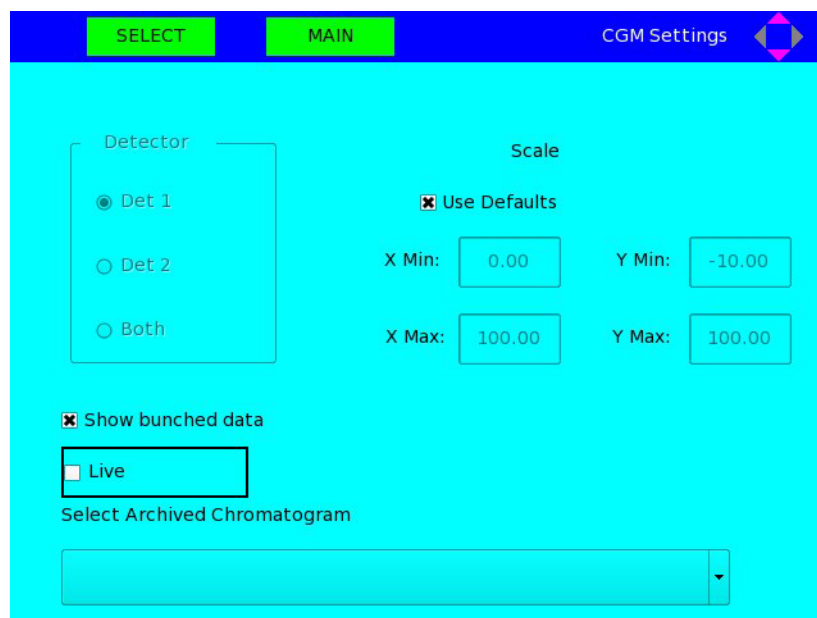 SELECT MAIN CGM Settings
Detector
Scale
Det 1
Use Defaults
X Min: 0.00 Y Min: -10.00
Det 2
Both
X Max: 100.00 Y Max: 100.00
Show bunched data
Live
Select Archived Chromatogram